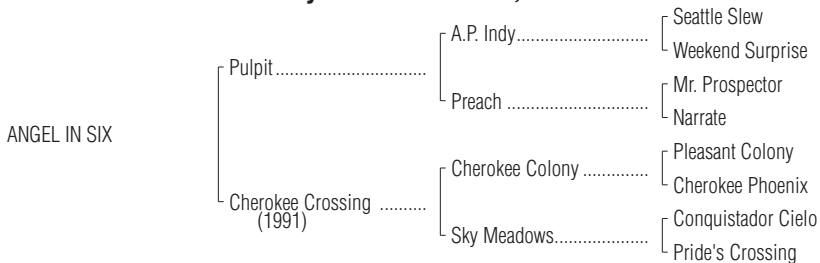 Seattle Slew
A.P. Indy................................
Weekend Surprise
Pulpit................................
Mr. Prospector
Preach ................................
Narrate
ANGEL IN SIX
Pleasant Colony
Cherokee Colony ................
Cherokee Phoenix
Cherokee Crossing ..........
(1991)
Conquistador Cielo
Sky Meadows.......................
Pride's Crossing